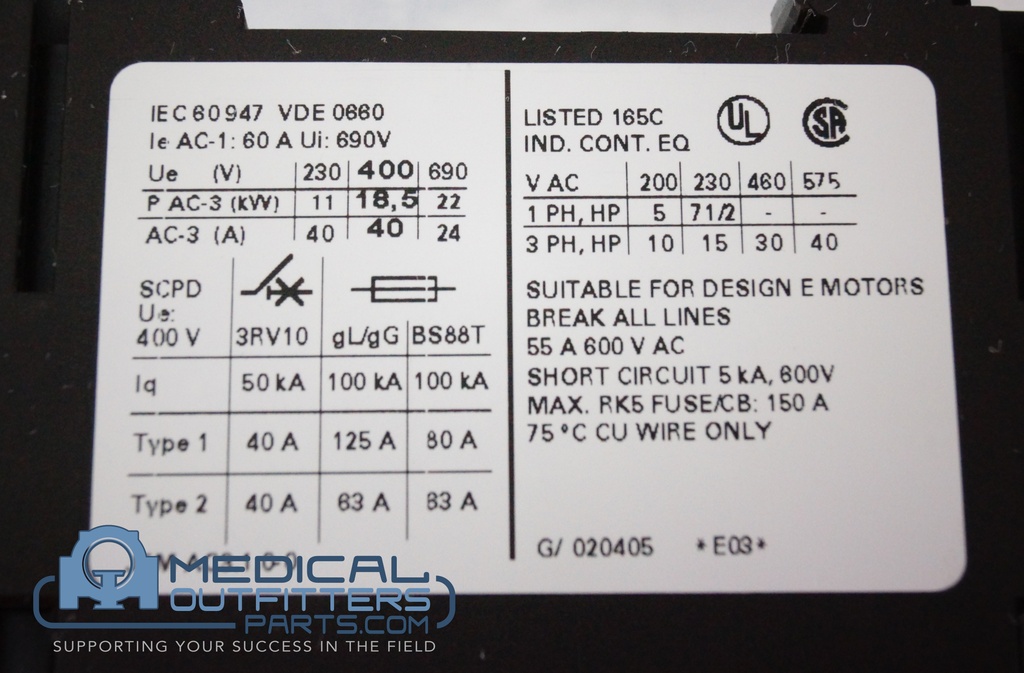 IEC 60947 VDE 0660
Ie AC-1: 60 A Ui: 690V
Ue (V) 230 400 690
P AC-3 (kW) 11 18,5 22
AC-3 (A) 40 40 24
SCPD
Ue:
400 V 3RV10 gL/gG BS88T
Iq 50 kA 100 kA 100 kA
Type 1 40 A 125 A 80 A
Type 2 40 A 63 A 63 A
LISTED 165C
IND. CONT. EQ
UL SA
V AC 200 230 460 575
1 PH, HP 5 71/2 - -
3 PH, HP 10 15 30 40
SUITABLE FOR DESIGN E MOTORS
BREAK ALL LINES
55 A 600 V AC
SHORT CIRCUIT 5 kA, 600V
MAX. RK5 FUSE/CB: 150 A
75 °C CU WIRE ONLY
G/ 020405 *E03*
MEDICAL
OUTFITTERS
PARTS.COM
SUPPORTING YOUR SUCCESS IN THE FIELD